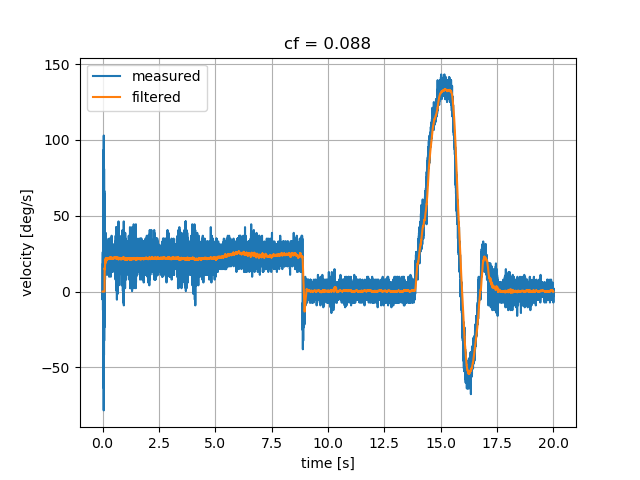 cf = 0.088
measured
filtered
150
100
50
0
−50
velocity [deg/s]
0.0 2.5 5.0 7.5 10.0 12.5 15.0 17.5 20.0
time [s]